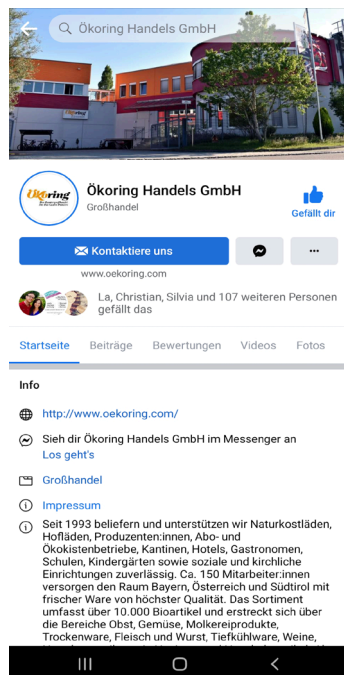 Ökoring Handels GmbH
Ökoring
Ökoring Handels GmbH
Großhandel
Gefällt dir
Kontaktiere uns
www.oekoring.com
La, Christian, Silvia und 107 weiteren Personen
gefällt das
Startseite Beiträge Bewertungen Videos Fotos
Info
http://www.oekoring.com/
Sieh dir Ökoring Handels GmbH im Messenger an
Los geht's
Großhandel
Impressum
Seit 1993 beliefern und unterstützen wir Naturkostläden,
Hofläden, Produzenten:innen, Abo- und
Ökokistenbetriebe, Kantinen, Hotels, Gastronomen,
Schulen, Kindergärten sowie soziale und kirchliche
Einrichtungen zuverlässig. Ca. 150 Mitarbeiter:innen
versorgen den Raum Bayern, Österreich und Südtirol mit
frischer Ware von höchster Qualität. Das Sortiment
umfasst über 10.000 Bioartikel und erstreckt sich über
die Bereiche Obst, Gemüse, Molkereiprodukte,
Trockenware, Fleisch und Wurst, Tiefkühlware, Weine,